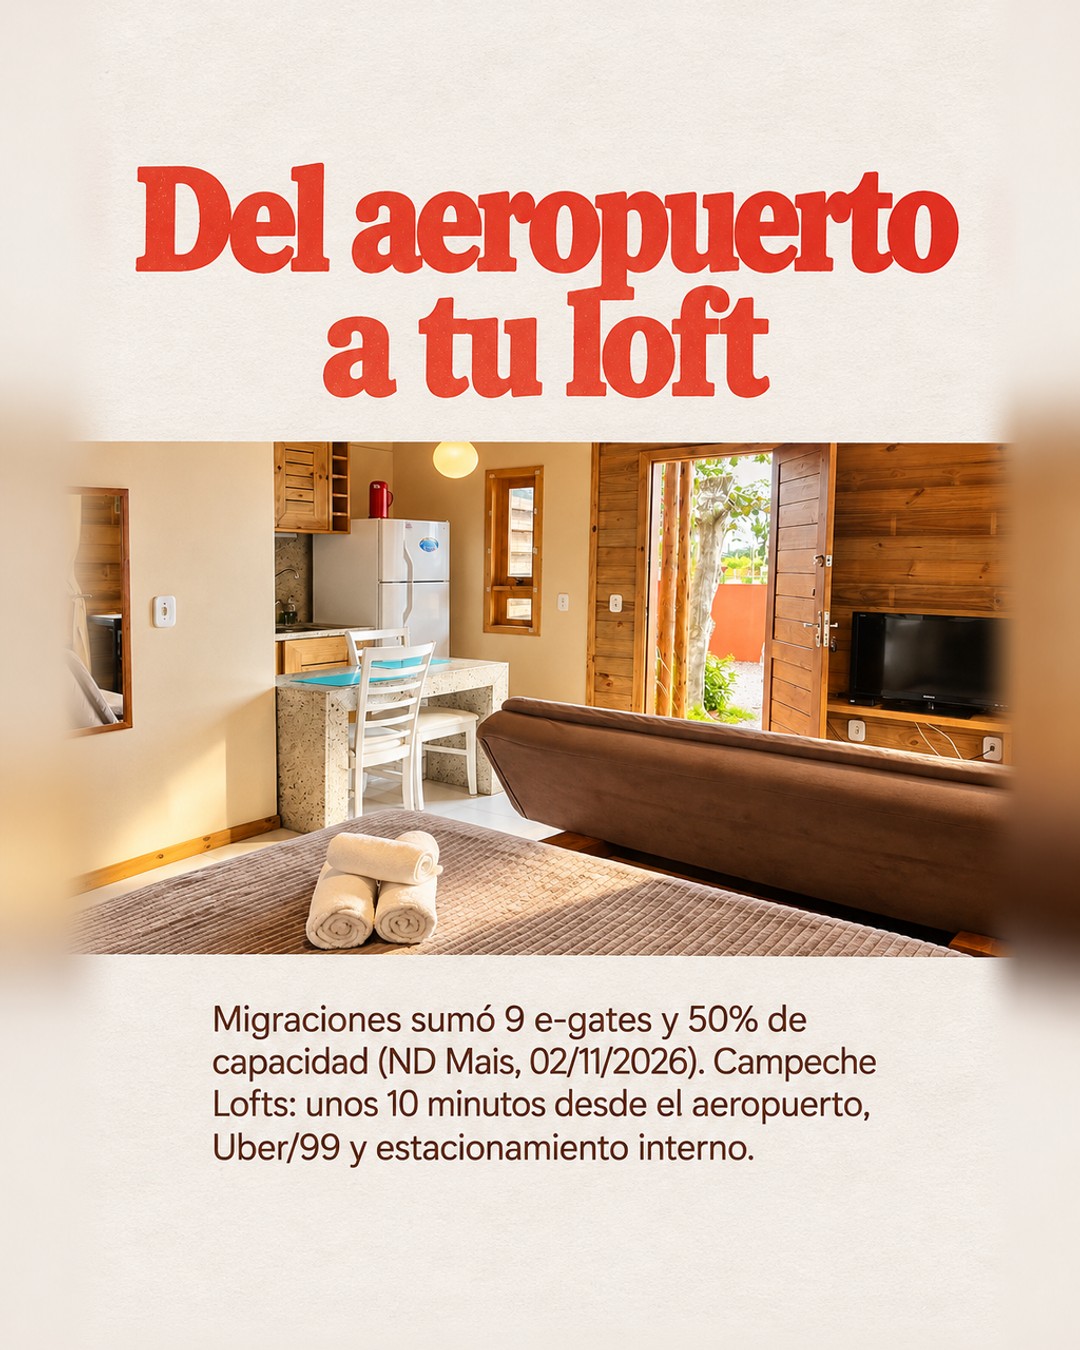 Del aeropuerto
a tu loft
Migraciones sumó 9 e-gates y 50% de
capacidad (ND Mais, 02/11/2026). Campeche
Lofts: unos 10 minutos desde el aeropuerto,
Uber/99 y estacionamiento interno.